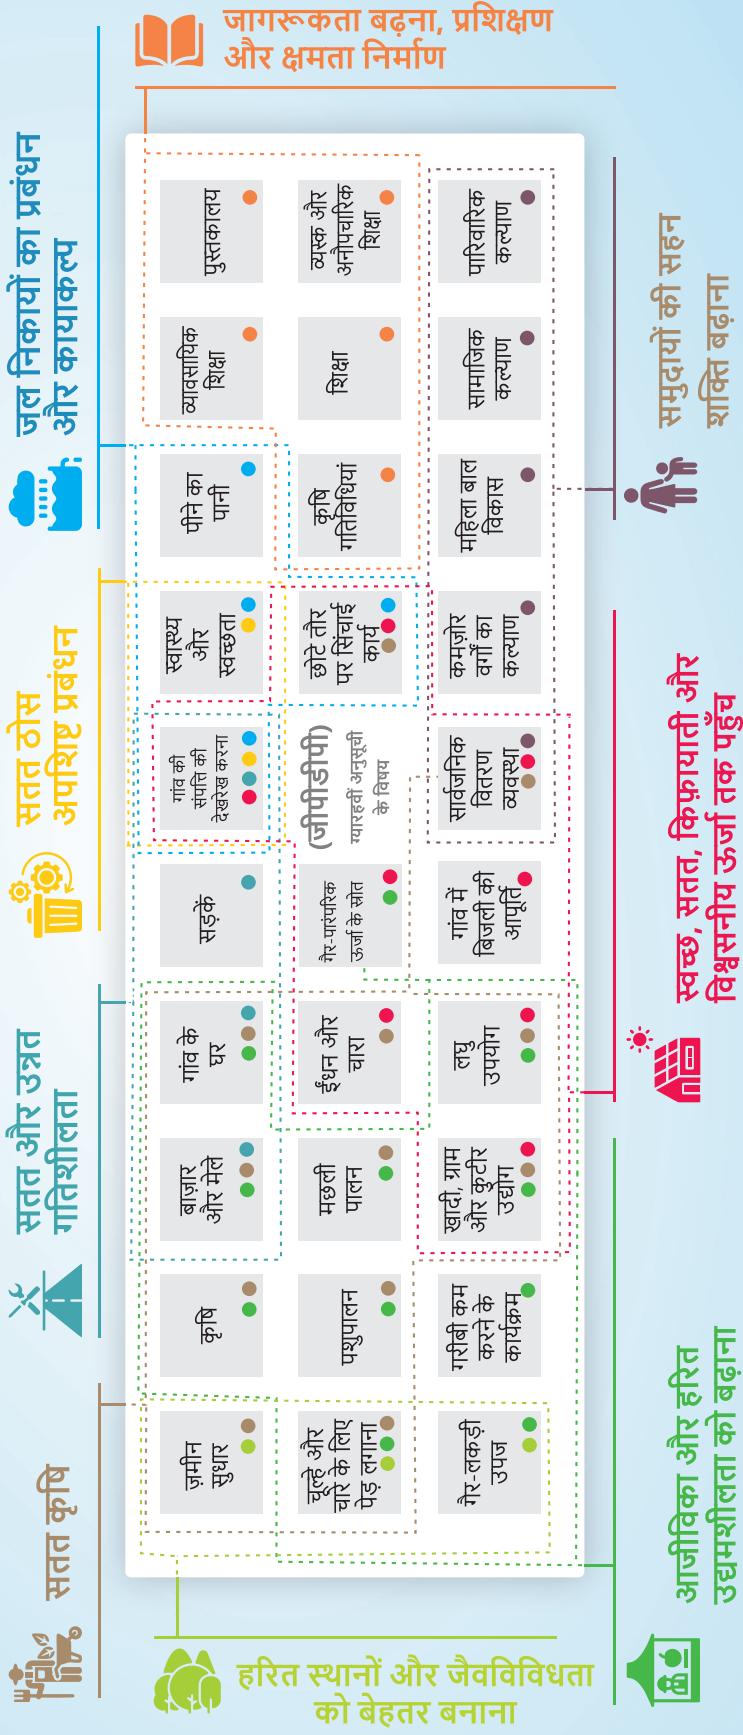 जागरूकता बढ़ना, प्रशिक्षण
और क्षमता निर्माण
सतत कृषि
सतत और उन्नत
गतिशीलता
सतत ठोस
अपशिष्ट प्रबंधन
जल निकायों का प्रबंधन
और कायाकल्प
ज़मीन
सुधार
कृषि
बाज़ार
और मेले
गांव के
घर
सड़कें
गांव की
संपत्ति की
देखरेख करना
स्वास्थ्य
और
स्वच्छता
पीने का
पानी
व्यावसायिक
शिक्षा
पुस्तकालय
चूल्हे और
चारे के लिए
पेड़ लगाना
पशुपालन
मछली
पालन
ईंधन और
चारा
गैर-पारंपरिक
ऊर्जा के स्रोत
(जीपीडीपी)
ग्यारहवीं अनुसूची
के विषय
छोटे तौर
पर सिंचाई
कार्य
कृषि
गतिविधियां
शिक्षा
व्यस्क और
अनौपचारिक
शिक्षा
गैर-लकड़ी
उपज
गरीबी कम
करने के
कार्यक्रम
खादी, ग्राम
और कुटीर
उद्योग
लघु
उपयोग
गांव में
बिजली की
आपूर्ति
सार्वजनिक
वितरण
व्यवस्था
कमज़ोर
वर्गों का
कल्याण
महिला बाल
विकास
सामाजिक
कल्याण
पारिवारिक
कल्याण
आजीविका और हरित
उद्यमशीलता को बढ़ाना
स्वच्छ, सतत, किफ़ायाती और
विश्वसनीय ऊर्जा तक पहुँच
समुदायों की सहन
शक्ति बढ़ाना
हरित स्थानों और जैवविविधता
को बेहतर बनाना